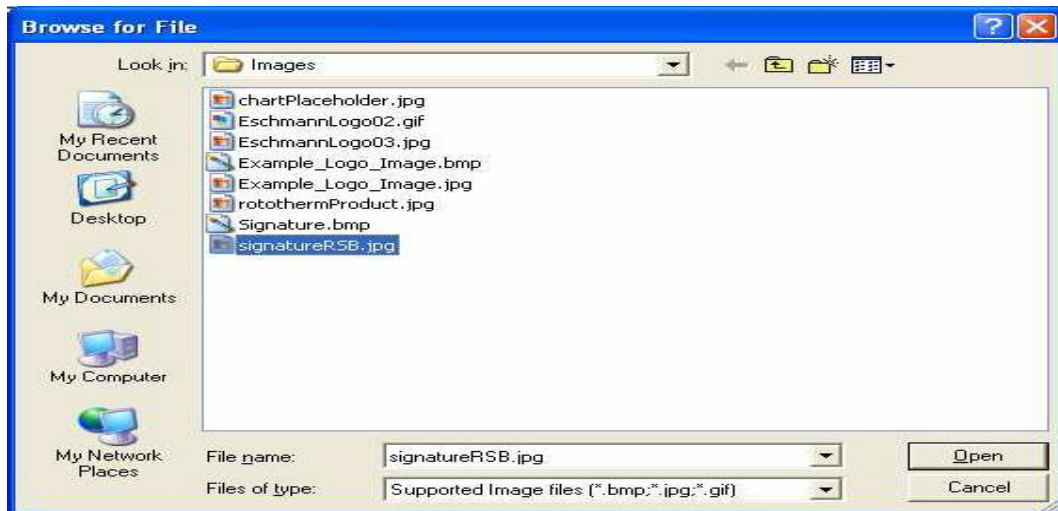 Browse for File
Look in:
Images
My Recent
Documents
Desktop
My Documents
My Computer
My Network
Places
chartPlaceholder.jpg
EschmannLogo02.gif
EschmannLogo03.jpg
Example_Logo_Image.bmp
Example_Logo_Image.jpg
rotothermProduct.jpg
Signature.bmp
signatureRSB.jpg
File name:
signatureRSB.jpg
Open
Files of type:
Supported Image files (*.bmp;*.jpg;*.gif)
Cancel